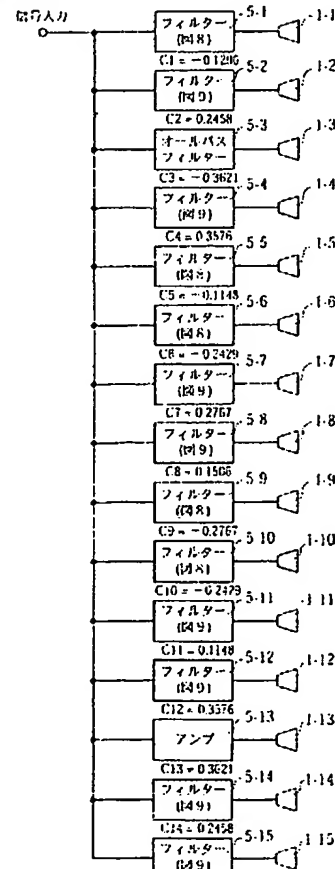 信号入力
フィルター
(図8)
5-1
1-1
C1 = -0.1206
フィルター
(図9)
5-2
1-2
C2 = 0.2458
オールパス
フィルター
5-3
1-3
C3 = -0.3621
フィルター
(図9)
5-4
1-4
C4 = 0.3576
フィルター
(図8)
5-5
1-5
C5 = -0.1148
フィルター
(図8)
5-6
1-6
C6 = -0.2429
フィルター
(図9)
5-7
1-7
C7 = 0.2767
フィルター
(図9)
5-8
1-8
C8 = 0.1506
フィルター
(図8)
5-9
1-9
C9 = -0.2767
フィルター
(図8)
5-10
1-10
C10 = -0.2429
フィルター
(図9)
5-11
1-11
C11 = 0.1148
フィルター
(図9)
5-12
1-12
C12 = 0.3576
アンプ
5-13
1-13
C13 = 0.3621
フィルター
(図9)
5-14
1-14
C14 = 0.2458
フィルター
(図9)
5-15
1-15